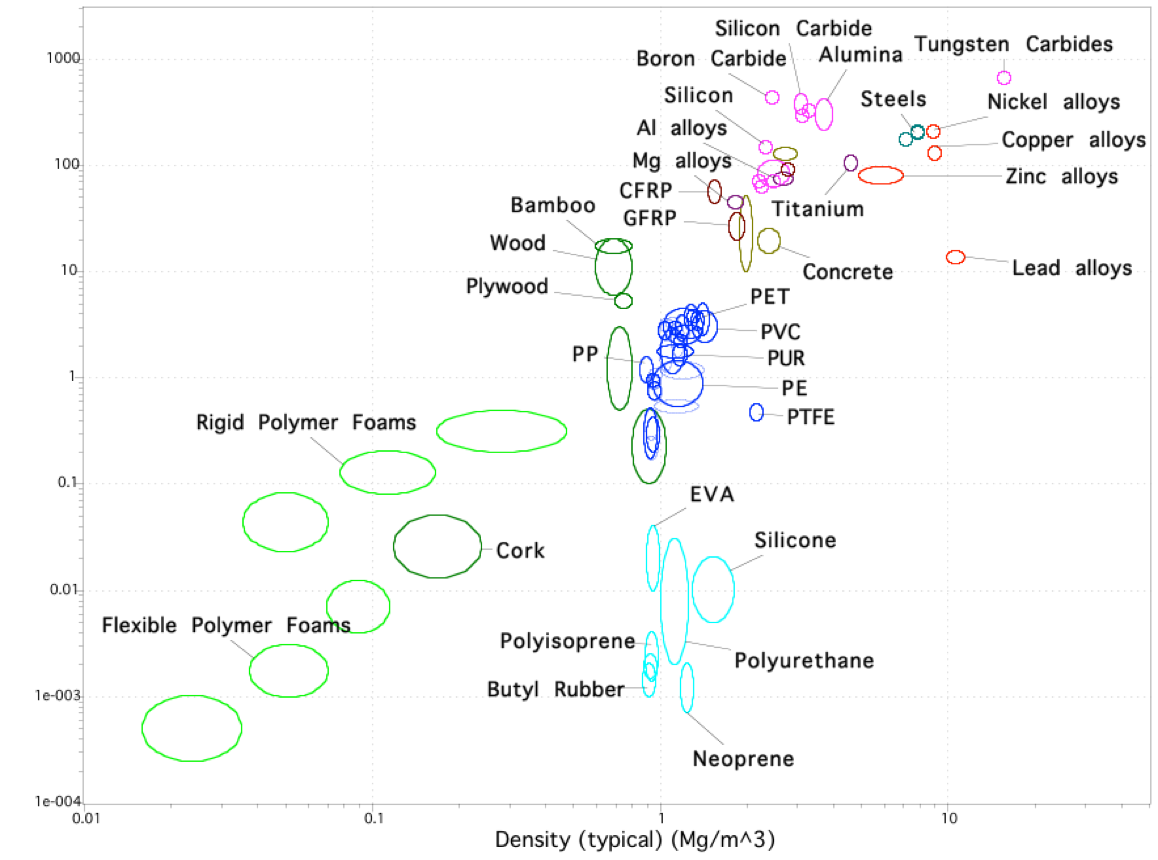 Silicon Carbide
Tungsten Carbides
Boron Carbide
Alumina
1000
Silicon
Steels
Nickel alloys
Al alloys
Copper alloys
Mg alloys
100
Zinc alloys
CFRP
Bamboo
GFRP
Titanium
Wood
10
Concrete
Lead alloys
Plywood
PET
PVC
PP
PUR
1
PE
PTFE
Rigid Polymer Foams
0.1
EVA
Silicone
Cork
0.01
Flexible Polymer Foams
Polyisoprene
Polyurethane
Butyl Rubber
1e-003
Neoprene
1e-004
0.01
0.1
1
10
Density (typical) (Mg/m^3)